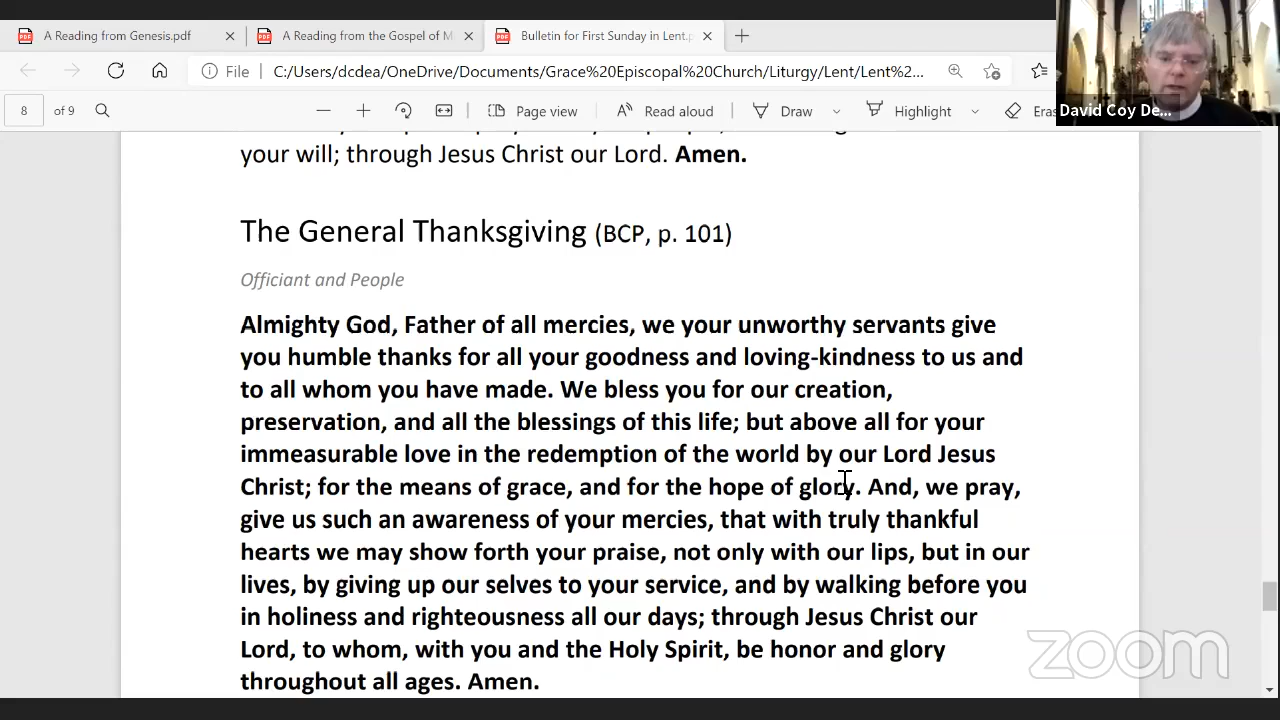 A Reading from Genesis.pdf
A Reading from the Gospel of M
Bulletin for First Sunday in Lent.p
File
C:/Users/dcdea/OneDrive/Documents/Grace%20Episcopal%20Church/Liturgy/Lent/Lent%2...
David Coy De...
8 of 9
Page view
Read aloud
Draw
Highlight
Eras
your will; through Jesus Christ our Lord. Amen.
The General Thanksgiving (BCP, p. 101)
Officiant and People
Almighty God, Father of all mercies, we your unworthy servants give
you humble thanks for all your goodness and loving-kindness to us and
to all whom you have made. We bless you for our creation,
preservation, and all the blessings of this life; but above all for your
immeasurable love in the redemption of the world by our Lord Jesus
Christ; for the means of grace, and for the hope of glory. And, we pray,
give us such an awareness of your mercies, that with truly thankful
hearts we may show forth your praise, not only with our lips, but in our
lives, by giving up our selves to your service, and by walking before you
in holiness and righteousness all our days; through Jesus Christ our
Lord, to whom, with you and the Holy Spirit, be honor and glory
throughout all ages. Amen.
zoom